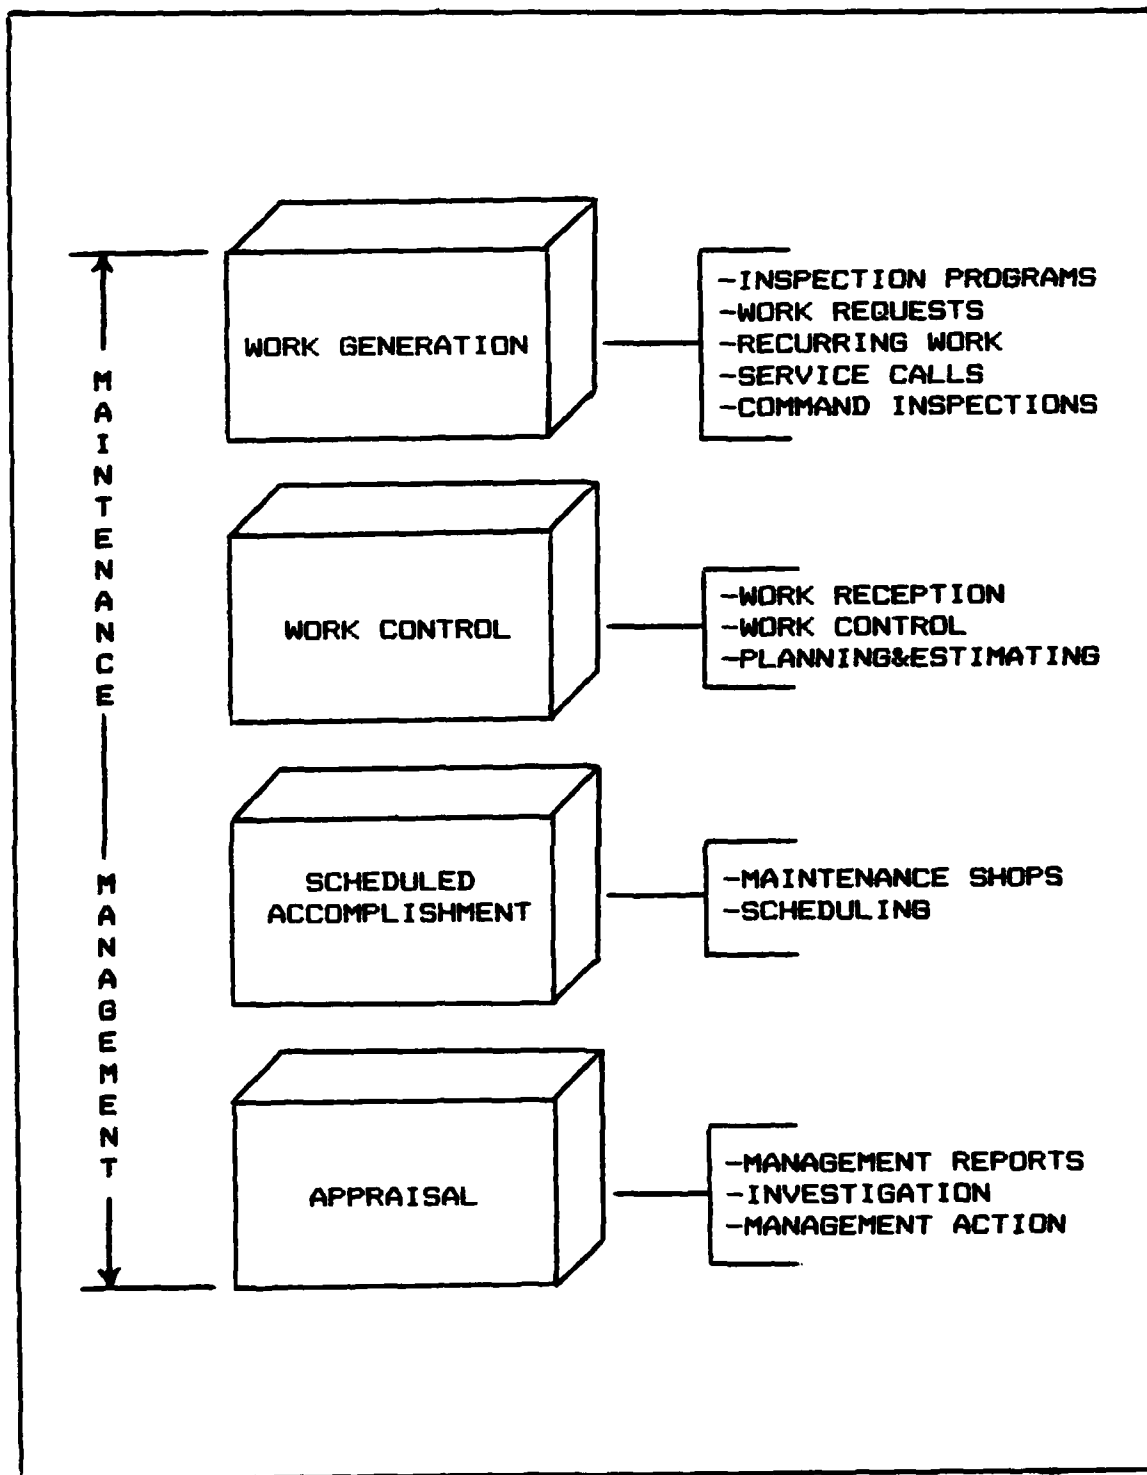 MAINTENANCE
MANAGEMENT
WORK GENERATION
-INSPECTION PROGRAMS
-WORK REQUESTS
-RECURRING WORK
-SERVICE CALLS
-COMMAND INSPECTIONS
WORK CONTROL
-WORK RECEPTION
-WORK CONTROL
-PLANNING&ESTIMATING
SCHEDULED
ACCOMPLISHMENT
-MAINTENANCE SHOPS
-SCHEDULING
APPRAISAL
-MANAGEMENT REPORTS
-INVESTIGATION
-MANAGEMENT ACTION